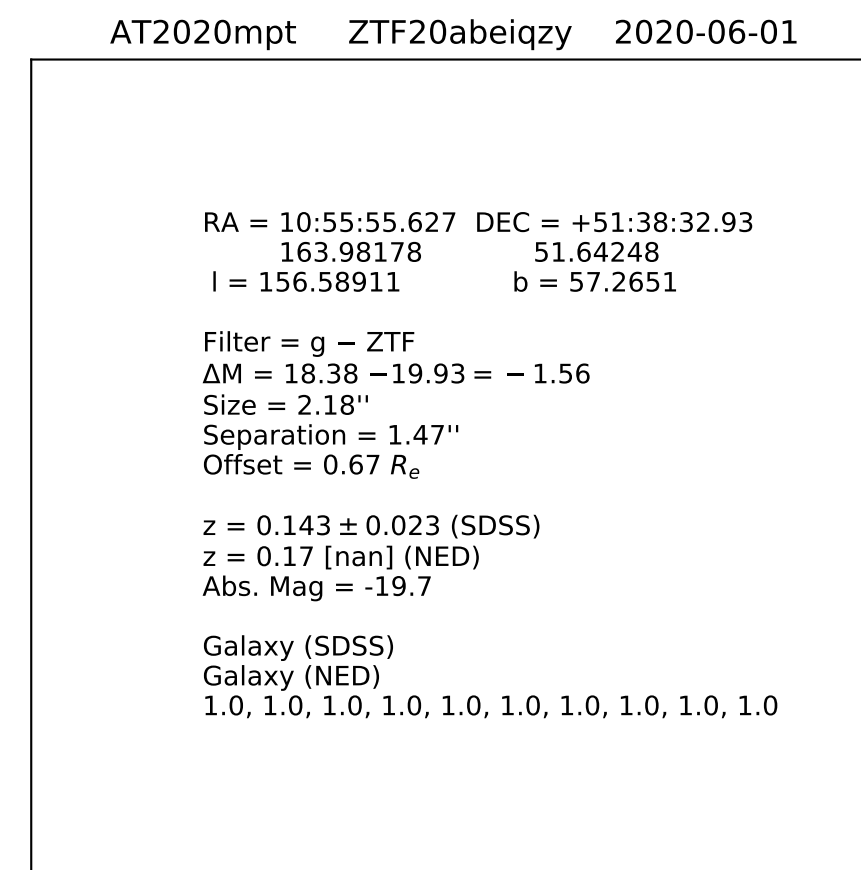 AT2020mpt ZTF20abeiqzy 2020-06-01
RA = 10:55:55.627 DEC = +51:38:32.93
163.98178 51.64248
l = 156.58911 b = 57.2651
Filter = g − ZTF
ΔM = 18.38 −19.93 = − 1.56
Size = 2.18''
Separation = 1.47''
Offset = 0.67 Rₑ
z = 0.143 ± 0.023 (SDSS)
z = 0.17 [nan] (NED)
Abs. Mag = -19.7
Galaxy (SDSS)
Galaxy (NED)
1.0, 1.0, 1.0, 1.0, 1.0, 1.0, 1.0, 1.0, 1.0, 1.0